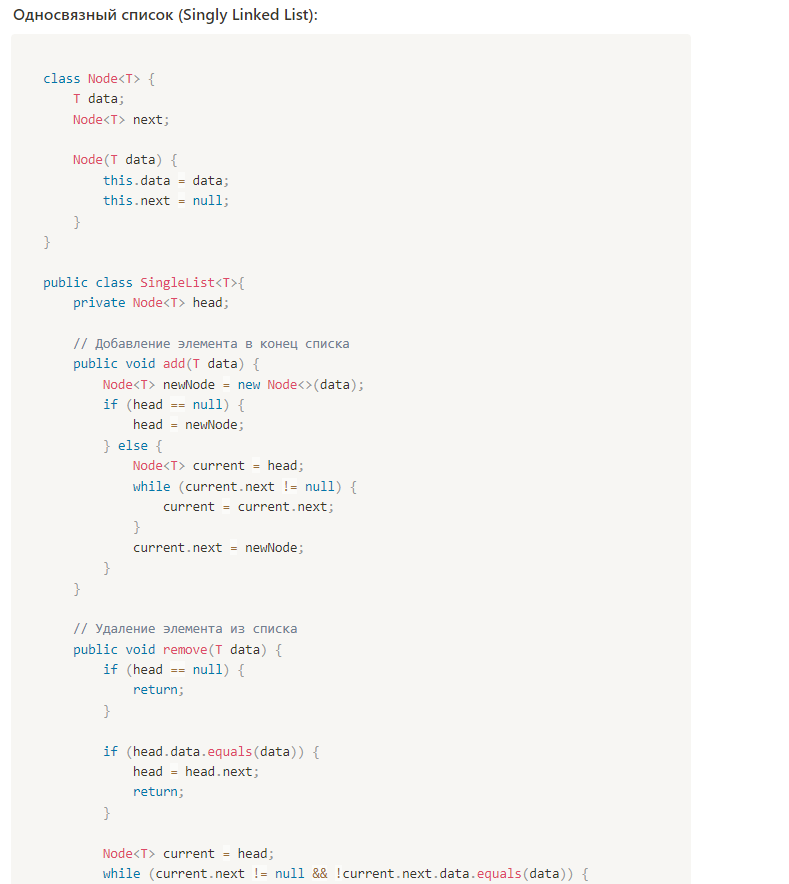 Односвязный список (Singly Linked List):
class Node<T> {
    T data;
    Node<T> next;

    Node(T data) {
        this.data = data;
        this.next = null;
    }
}

public class SingleList<T>{
    private Node<T> head;

    // Добавление элемента в конец списка
    public void add(T data) {
        Node<T> newNode = new Node<>(data);
        if (head == null) {
            head = newNode;
        } else {
            Node<T> current = head;
            while (current.next != null) {
                current = current.next;
            }
            current.next = newNode;
        }
    }

    // Удаление элемента из списка
    public void remove(T data) {
        if (head == null) {
            return;
        }

        if (head.data.equals(data)) {
            head = head.next;
            return;
        }

        Node<T> current = head;
        while (current.next != null && !current.next.data.equals(data)) {